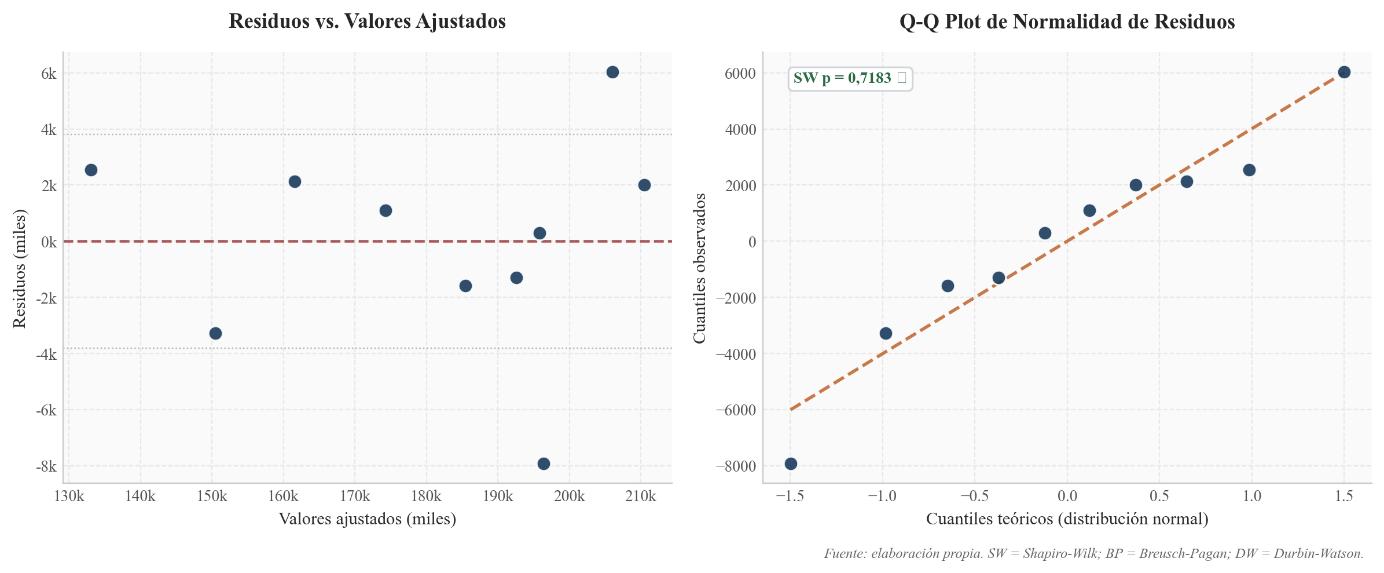 Residuos vs. Valores Ajustados
6k
4k
2k
0k
-2k
-4k
-6k
-8k
Residuos (miles)
130k 140k 150k 160k 170k 180k 190k 200k 210k
Valores ajustados (miles)
Q-Q Plot de Normalidad de Residuos
SW p = 0,7183
6000
4000
2000
0
−2000
−4000
−6000
−8000
Cuantiles observados
−1.5 −1.0 −0.5 0.0 0.5 1.0 1.5
Cuantiles teóricos (distribución normal)
Fuente: elaboración propia. SW = Shapiro-Wilk; BP = Breusch-Pagan; DW = Durbin-Watson.